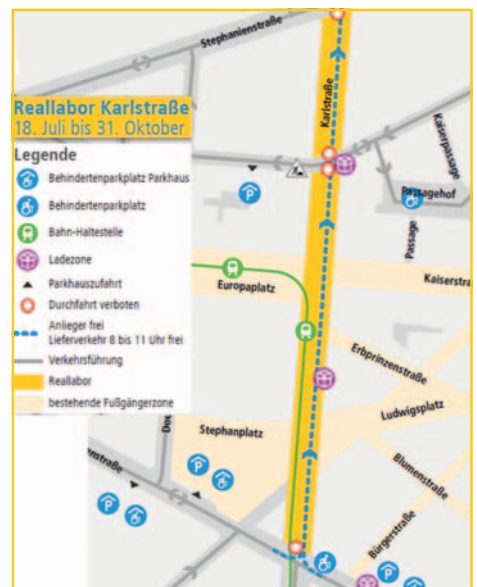 Stephanienstraße
Karlstraße
Reallabor Karlstraße
18. Juli bis 31. Oktober
Legende
Behindertenparkplatz Parkhaus
Behindertenparkplatz
Bahn-Haltestelle
Ladezone
Parkhauszufahrt
Durchfahrt verboten
Anlieger frei
Lieferverkehr 8 bis 11 Uhr frei
Verkehrsführung
Reallabor
bestehende Fußgängerzone
Kaiserpassage
P
Passagehof
Passage
Europaplatz
Kaiserstra
Erbprinzenstraße
Ludwigsplatz
Stephanplatz
Dou
enstraße
P
P
Blumenstraße
Bürgerstraße
P